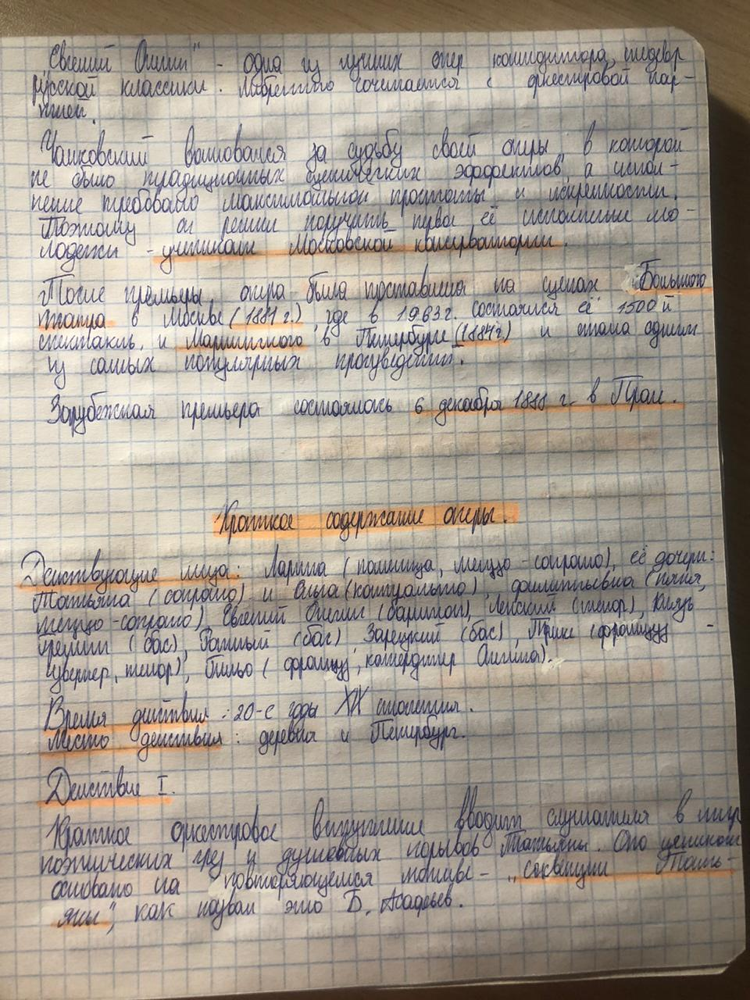 „Евгений Онегин" - одна из лучших опер композитора, шедевр
русской классики. Либретто сочетается с оркестровой пар-
тией.
Чайковский волновался за судьбу своей оперы, в которой
не было традиционных сценических эффектов, а испол-
нение требовало максимальной простоты и искренности.
Поэтому он решил поручить первое её исполнение мо-
лодежи - ученикам Московской консерватории.
После премьеры, опера была поставлена на сценах Большого
театра в Москве (1881 г.), где в 1963г. состоялся её 1500й
спектакль, и Мариинского в Петербурге (1884г.) и стала одним
из самых популярных произведений.
Зарубежная премьера состоялась 6 декабря 1888 г. в Праге.
Краткое содержание оперы.
Действующие лица: Ларина (помещица, меццо-сопрано), её дочери:
Татьяна (сопрано) и Ольга (контральто), Филиппьевна (няня,
меццо-сопрано), Евгений Онегин (баритон), Ленский (тенор), Князь
Гремин (бас), Ротный (бас) Зарецкий (бас), Трике (француз -
гувернер, тенор), Гильо (француз, камердинер Онегина).
Время действия: 20-е годы XIX столетия.
Место действия: деревня и Петербург.
Действие I.
Краткое оркестровое вступление вводит слушателя в мир
поэтических грез и душевных порывов Татьяны. Оно целиком
основано на повторяющемся мотиве - „секвенции Тать-
яны", как назвал это Б. Асафьев.